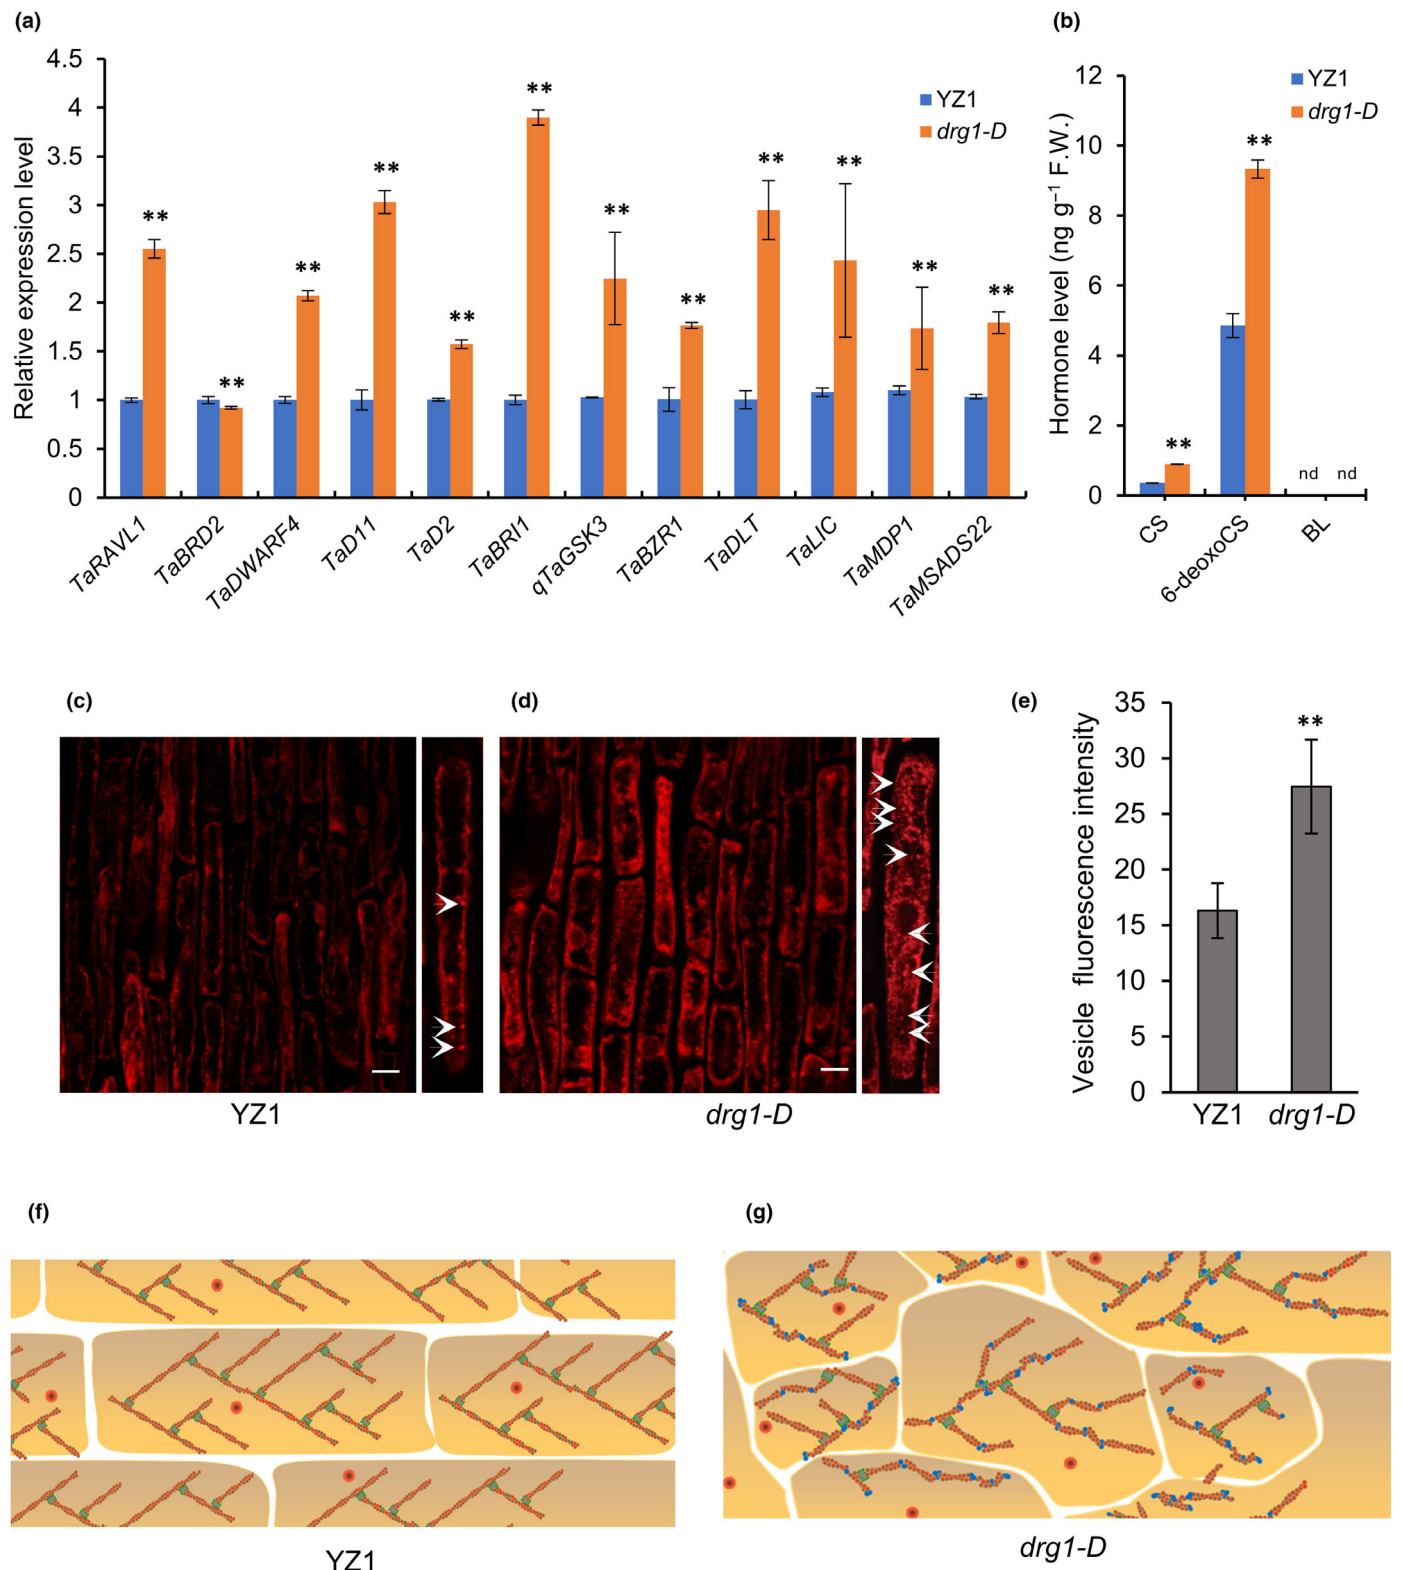 (a)
4.5
4
3.5
3
2.5
2
1.5
1
0.5
0
Relative expression level
YZ1
drg1-D
**
**
**
**
**
**
**
**
**
**
**
**
TaRAVL1
TaBRD2
TaDWARF4
TaD11
TaD2
TaBRI1
qTaGSK3
TaBZR1
TaDLT
TaLIC
TaMDP1
TaMSADS22
(b)
12
10
8
6
4
2
0
Hormone level (ng g⁻¹ F.W.)
YZ1
drg1-D
**
**
nd nd
CS
6-deoxoCS
BL
(c)
YZ1
(d)
drg1-D
(e)
35
30
25
20
15
10
5
0
Vesicle fluorescence intensity
**
YZ1
drg1-D
(f)
YZ1
(g)
drg1-D